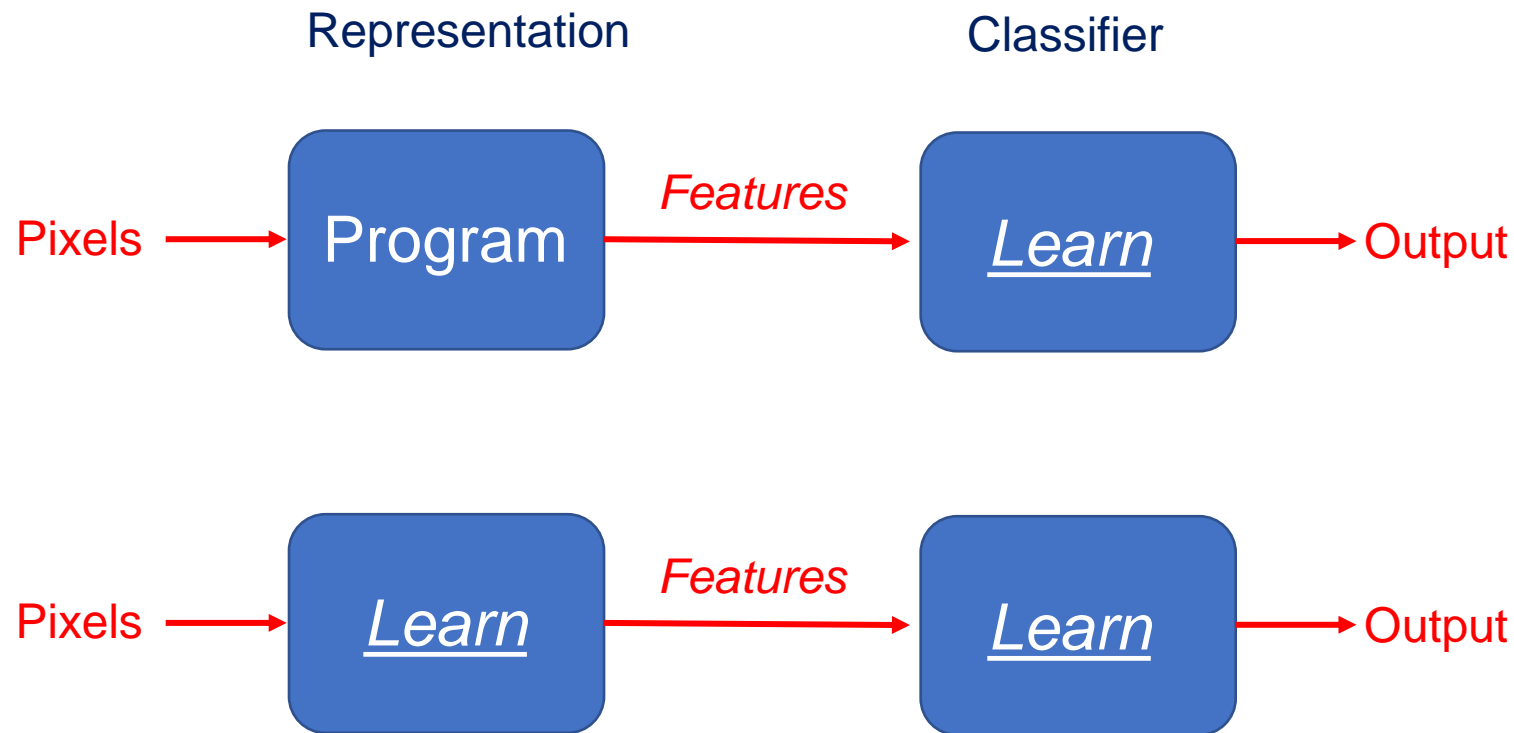 Representation Classifier
Features
Pixels Program Learn Output
Features
Pixels Learn Learn Output